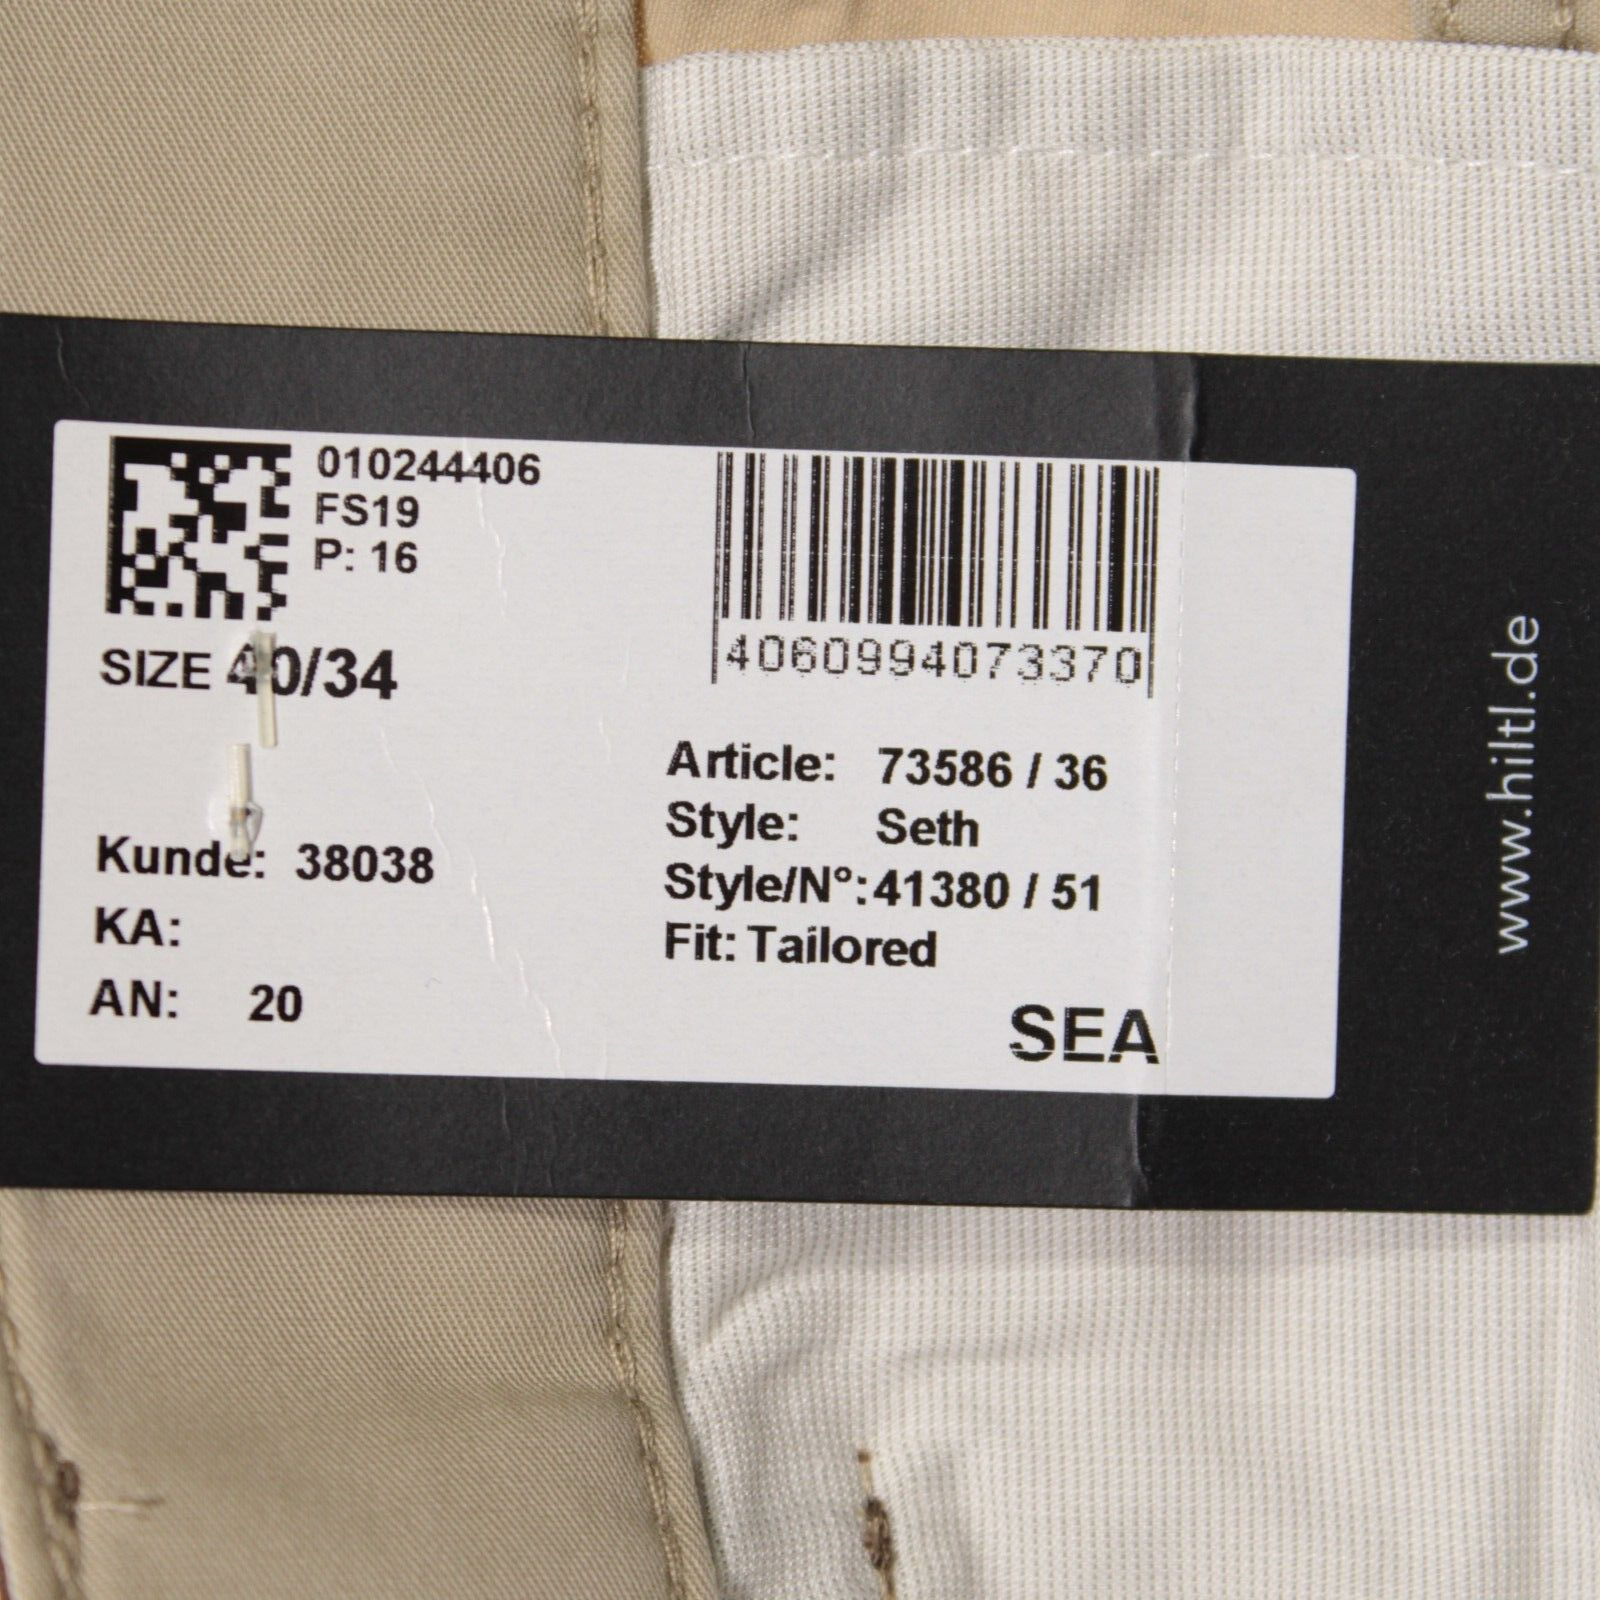 010244406
FS19
P: 16
SIZE 40/34
Kunde: 38038
KA:
AN: 20
4060994073370
Article: 73586 / 36
Style: Seth
Style/N°: 41380 / 51
Fit: Tailored
SEA
www.hiltl.de